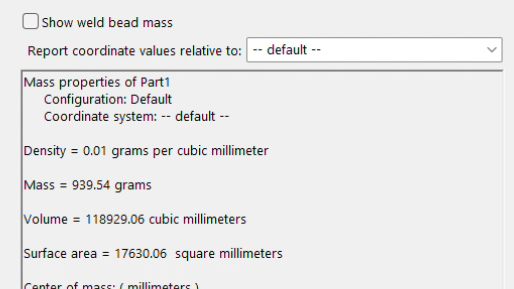 Show weld bead mass
Report coordinate values relative to: -- default --
Mass properties of Part1
Configuration: Default
Coordinate system: -- default --
Density = 0.01 grams per cubic millimeter
Mass = 939.54 grams
Volume = 118929.06 cubic millimeters
Surface area = 17630.06 square millimeters
Center of mass: ( millimeters )